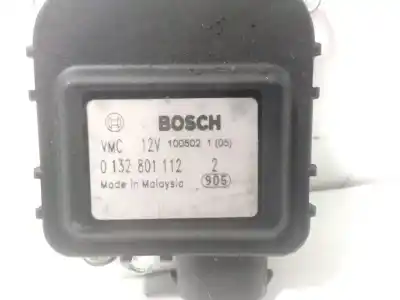 BOSCH
VMC 12V 100502 1 (05)
0 132 801 112 2
Made in Malaysia 905